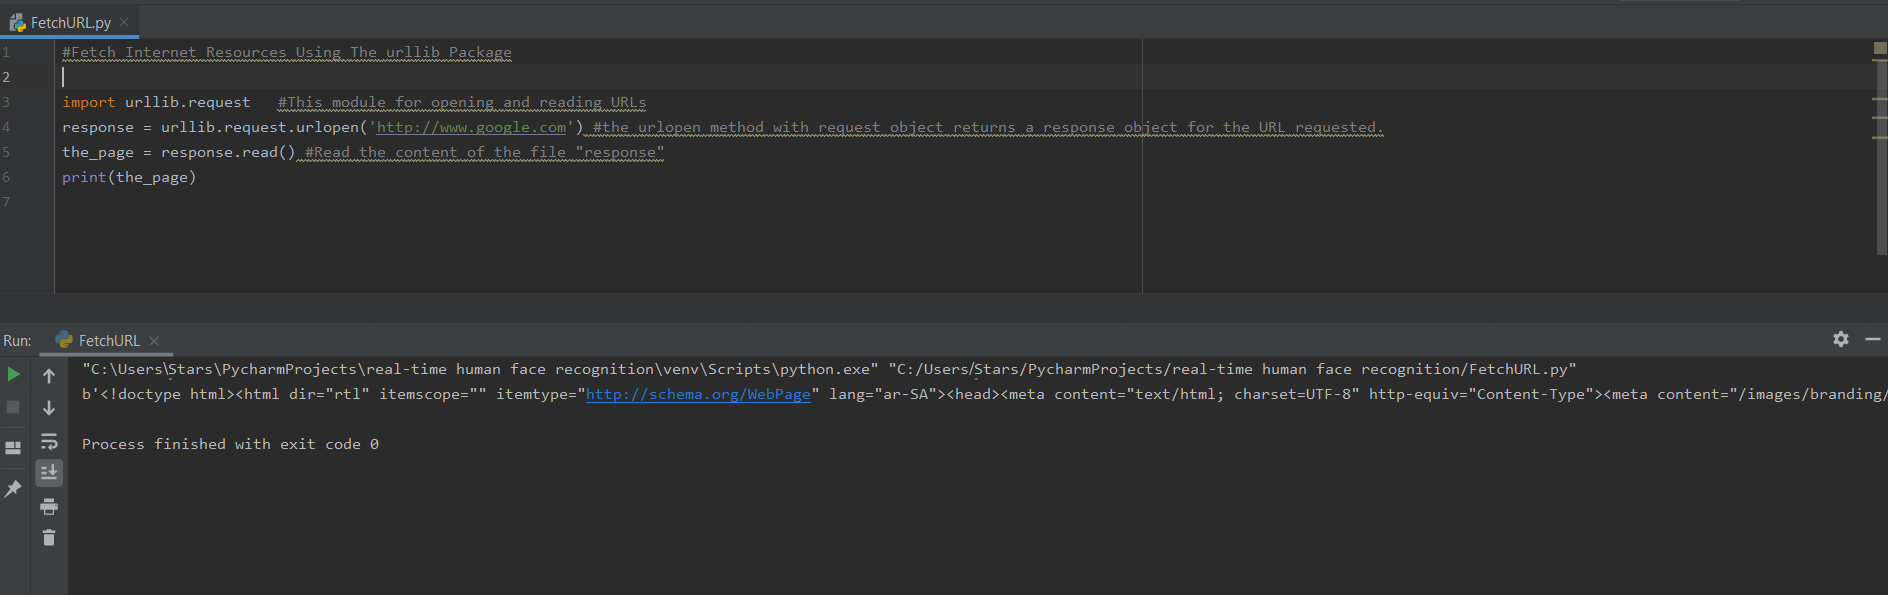 FetchURL.py
1 #Fetch Internet Resources Using The urllib Package
2
3 import urllib.request   #This module for opening and reading URLs
4 response = urllib.request.urlopen('http://www.google.com') #the urlopen method with request object returns a response object for the URL requested.
5 the_page = response.read() #Read the content of the file "response"
6 print(the_page)
7
Run: FetchURL
"C:\Users\Stars\PycharmProjects\real-time human face recognition\venv\Scripts\python.exe" "C:/Users/Stars/PycharmProjects/real-time human face recognition/FetchURL.py"
b'<!doctype html><html dir="rtl" itemscope="" itemtype="http://schema.org/WebPage" lang="ar-SA"><head><meta content="text/html; charset=UTF-8" http-equiv="Content-Type"><meta content="/images/branding/
Process finished with exit code 0